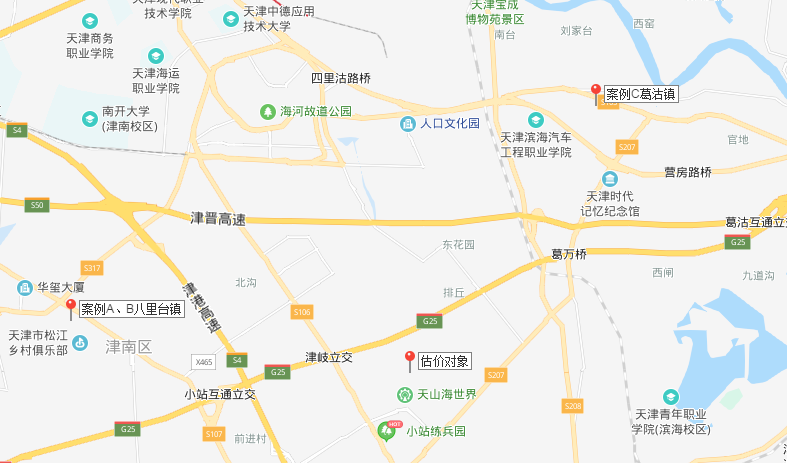 天津现代职业
技术学院
天津中德应用
技术大学
天津宝成
博物苑景区
南台
刘家台
西窑
天津商务
职业学院
天津海运
职业学院
四里沽路桥
案例C葛沽镇
南开大学
(津南校区)
海河故道公园
人口文化园
天津滨海汽车
工程职业学院
S4
S207
官地
营房路桥
天津时代
记忆纪念馆
S50
津晋高速
葛沽互通立交
G25
东花园
葛万桥
S317
西闸
九道沟
北沟
排丘
华玺大厦
津港高速
案例A、B八里台镇
S106
G25
天津市松江
乡村俱乐部
津南区
X465
S4
津岐立交
估价对象
G25
S207
小站互通立交
天山海世界
S208
天津青年职业
学院(滨海校区)
G25
S107
前进村
HOT
小站练兵园